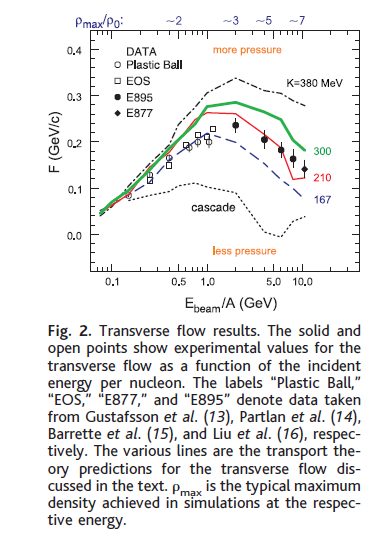 ρmax/ρ0: ~2 ~3 ~5 ~7
0,4
DATA
more pressure
Plastic Ball
EOS
K=380 MeV
0,3
E895
E877
F (GeV/c)
0,2
300
210
0,1
167
cascade
0.0
less pressure
0.1 0.5 1.0 5.0 10.0
Ebeam/A (GeV)
Fig. 2. Transverse flow results. The solid and
open points show experimental values for the
transverse flow as a function of the incident
energy per nucleon. The labels “Plastic Ball,”
“EOS,” “E877,” and “E895” denote data taken
from Gustafsson et al. (13), Partlan et al. (14),
Barrette et al. (15), and Liu et al. (16), respec-
tively. The various lines are the transport the-
ory predictions for the transverse flow dis-
cussed in the text. ρmax is the typical maximum
density achieved in simulations at the respec-
tive energy.